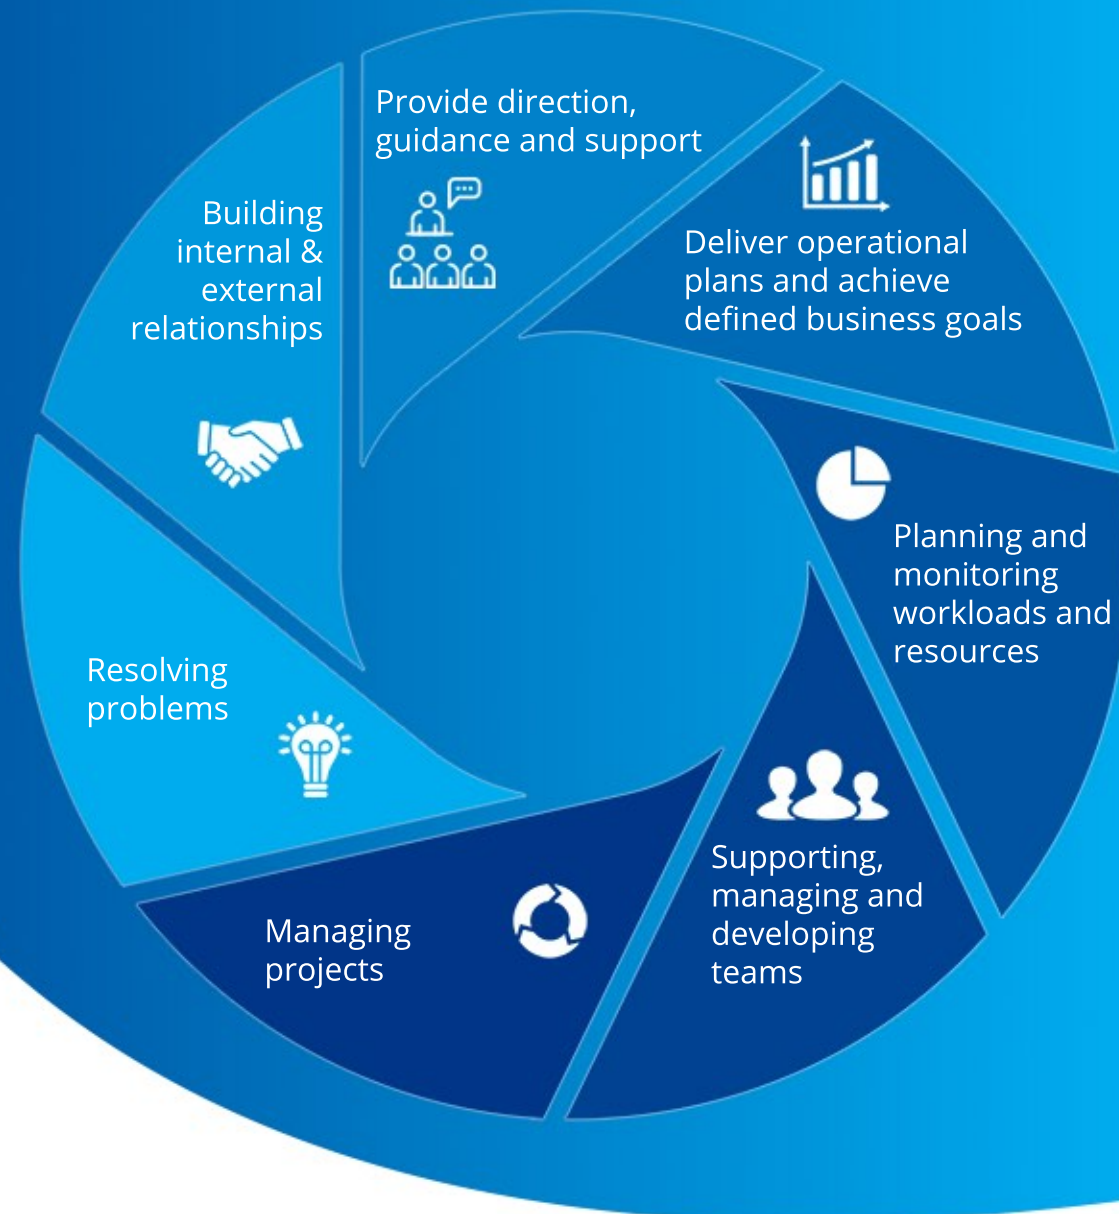 Provide direction,
guidance and support
Deliver operational
plans and achieve
defined business goals
Planning and
monitoring
workloads and
resources
Supporting,
managing and
developing
teams
Managing
projects
Resolving
problems
Building
internal &
external
relationships